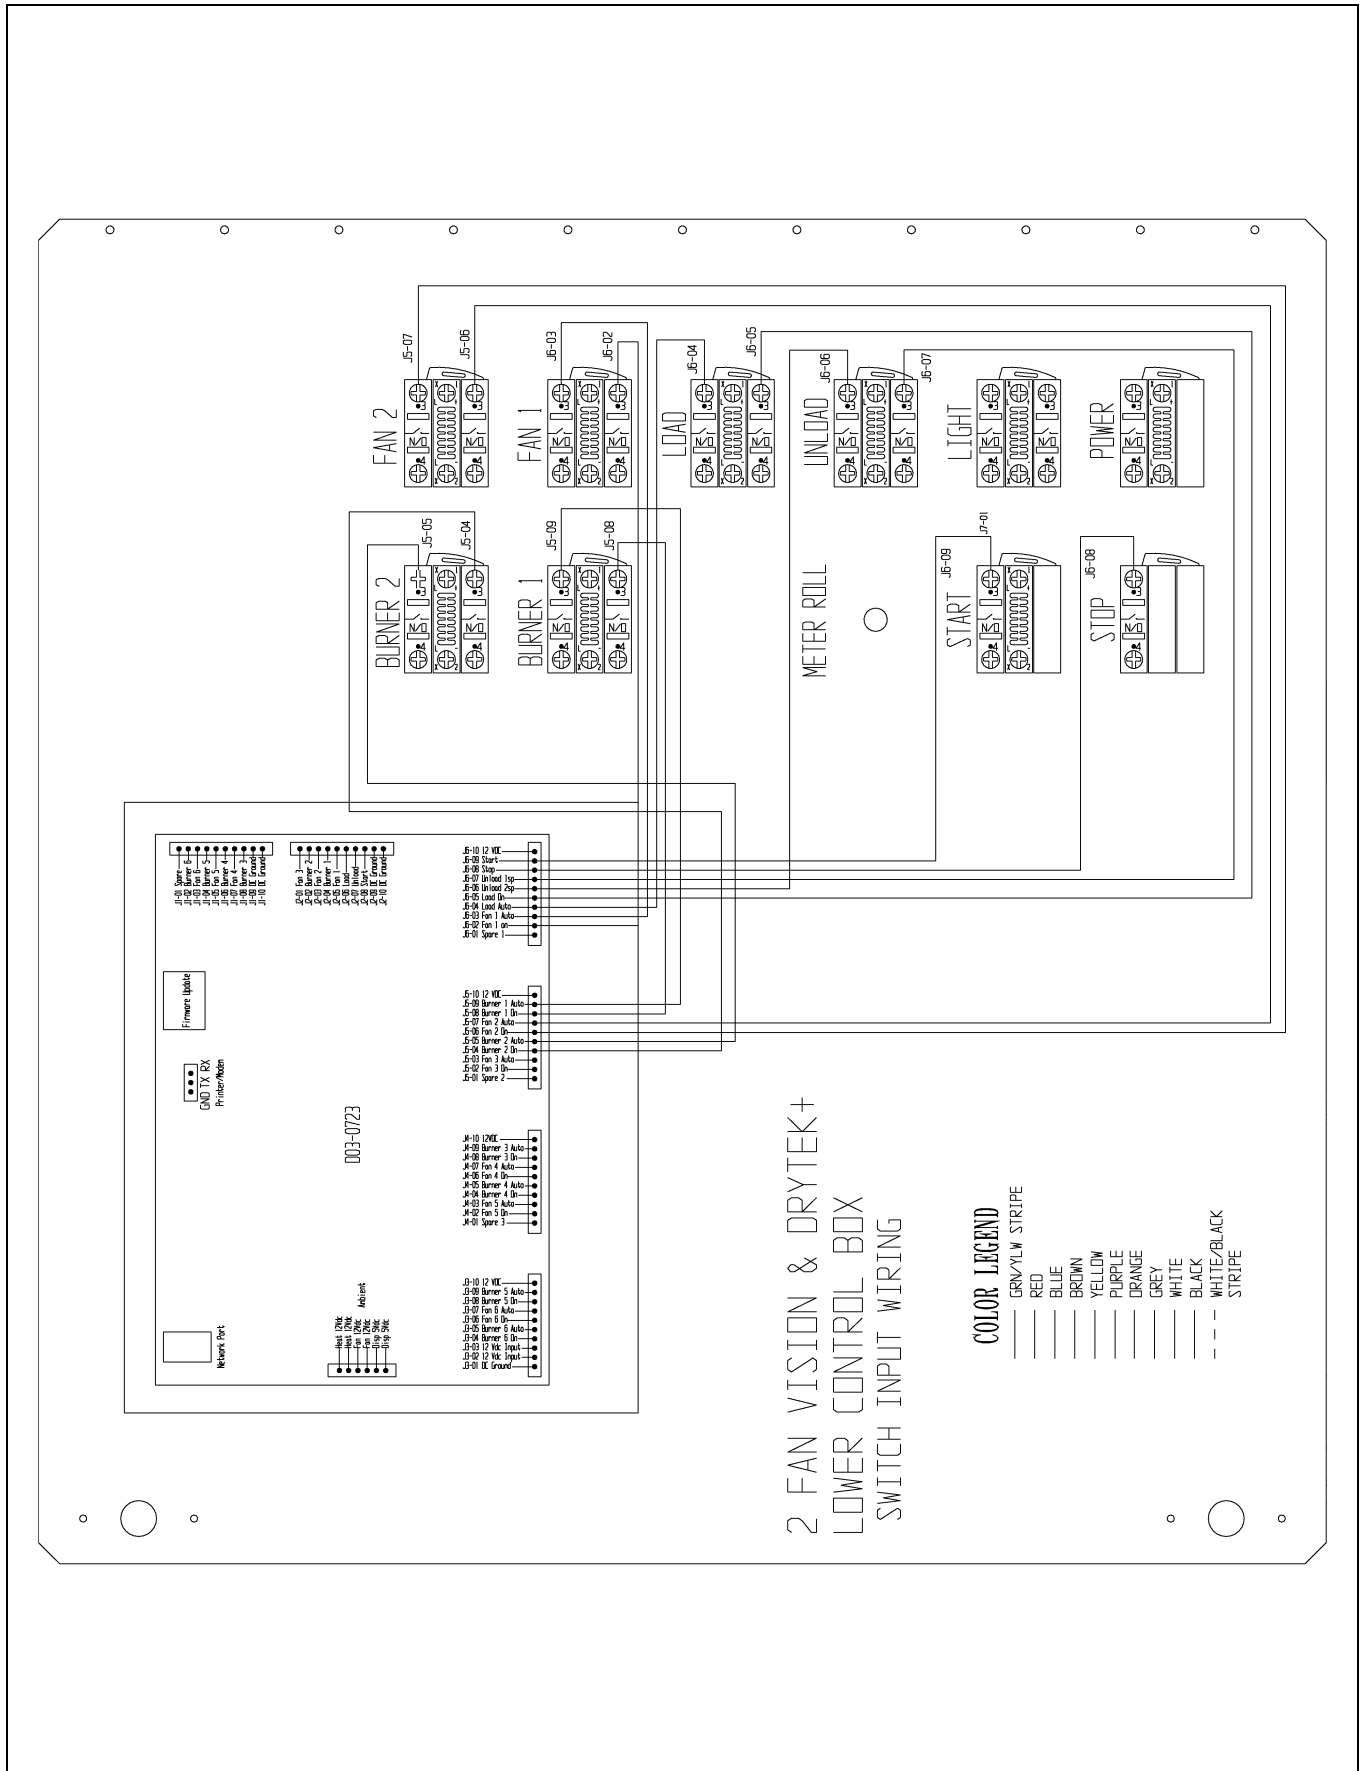 J5-07
J5-06
FAN 2
J6-03
J6-02
FAN 1
J6-04
J6-05
LOAD
J6-06
J6-07
UNLOAD
LIGHT
POWER
J5-05
J5-04
BURNER 2
J5-09
J5-08
BURNER 1
METER ROLL
J6-09
J7-01
START
J6-08
STOP
J1-01 Spare
J1-02 Burner 6
J1-03 Fan 6
J1-04 Burner 5
J1-05 Fan 5
J1-06 Burner 4
J1-07 Fan 4
J1-08 Burner 3
J1-09 DC Ground
J1-10 DC Ground
J2-01 Fan 3
J2-02 Burner 2
J2-03 Fan 2
J2-04 Burner 1
J2-05 Fan 1
J2-06 Load
J2-07 Unload
J2-08 Start
J2-09 DC Ground
J2-10 DC Ground
J6-10 12 VDC
J6-09 Start
J6-08 Stop
J6-07 Unload 1sp
J6-06 Unload 2sp
J6-05 Load On
J6-04 Load Auto
J6-03 Fan 1 Auto
J6-02 Fan 1 on
J6-01 Spare 1
Firmware Update
J5-10 12 VDC
J5-09 Burner 1 Auto
J5-08 Burner 1 On
J5-07 Fan 2 Auto
J5-06 Fan 2 On
J5-05 Burner 2 Auto
J5-04 Burner 2 On
J5-03 Fan 3 Auto
J5-02 Fan 3 On
J5-01 Spare 2
GND TX RX
Printer/Modem
D03-0723
J4-10 12VDC
J4-09 Burner 3 Auto
J4-08 Burner 3 On
J4-07 Fan 4 Auto
J4-06 Fan 4 On
J4-05 Burner 4 Auto
J4-04 Burner 4 On
J4-03 Fan 5 Auto
J4-02 Fan 5 On
J4-01 Spare 3
J3-10 12 VDC
J3-09 Burner 5 Auto
J3-08 Burner 5 On
J3-07 Fan 6 Auto
J3-06 Fan 6 On
J3-05 Burner 6 Auto
J3-04 Burner 6 On
J3-03 12 Vdc Input
J3-02 12 Vdc Input
J3-01 DC Ground
Network Port
Heat 12Vdc
Heat 12Vdc
Fan 12Vdc
Fan 12Vdc
Disp 5Vdc
Disp 5Vdc
Ambient
2 FAN VISION & DRYTEK+
LOWER CONTROL BOX
SWITCH INPUT WIRING
COLOR LEGEND
GRN/YLW STRIPE
RED
BLUE
BROWN
YELLOW
PURPLE
ORANGE
GREY
WHITE
BLACK
WHITE/BLACK
STRIPE